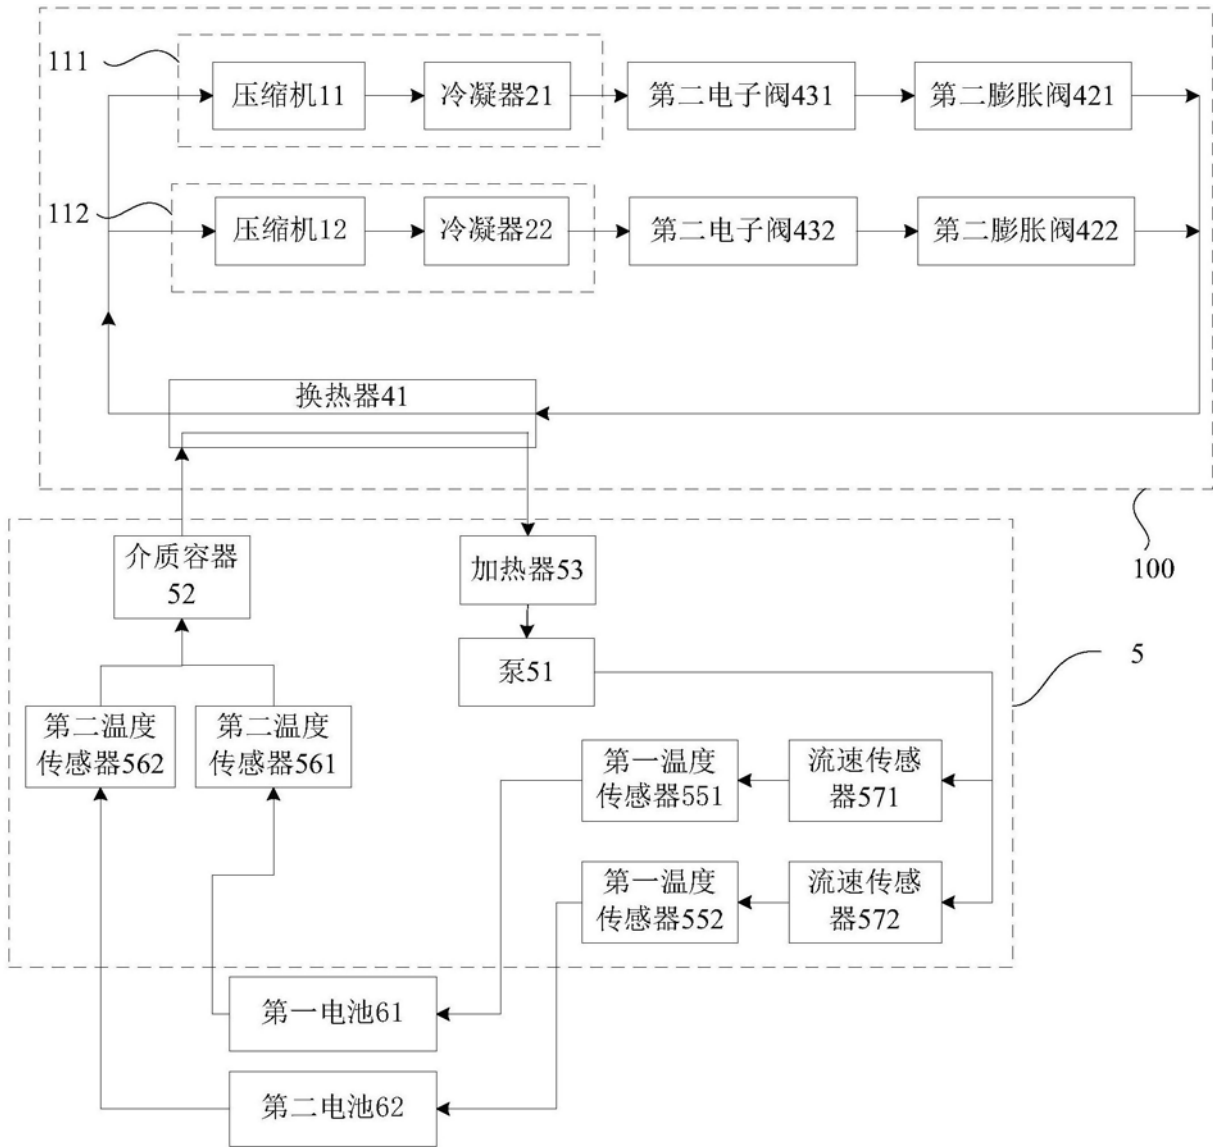 111
压缩机11
冷凝器21
第二电子阀431
第二膨胀阀421
112
压缩机12
冷凝器22
第二电子阀432
第二膨胀阀422
换热器41
100
介质容器
52
加热器53
泵51
5
第二温度
传感器562
第二温度
传感器561
第一温度
传感器551
流速传感
器571
第一温度
传感器552
流速传感
器572
第一电池61
第二电池62